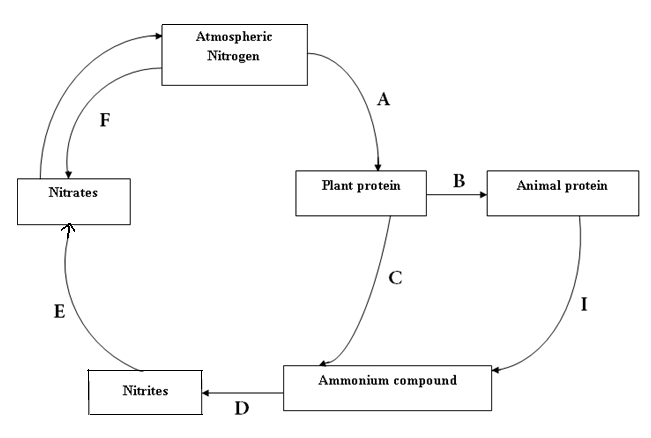 Atmospheric
Nitrogen
A
F
Nitrates
Plant protein
B
Animal protein
C
I
E
Ammonium compound
Nitrites
D